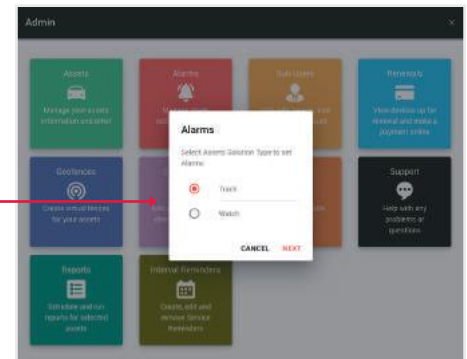 Admin
×
Assets
Manage your assets
information and other
Alarms
Sub Users
Renewals
View devices up for
renewal and make a
payment online
Alarms
Select Assets Solution Type to set
Alarms
Track
Watch
CANCEL
NEXT
Geofences
Create virtual fences
for your assets
Support
Help with any
problems or
questions
Reports
Schedule and run
reports for selected
assets
Interval Reminders
Create, edit and
remove Service
Reminders